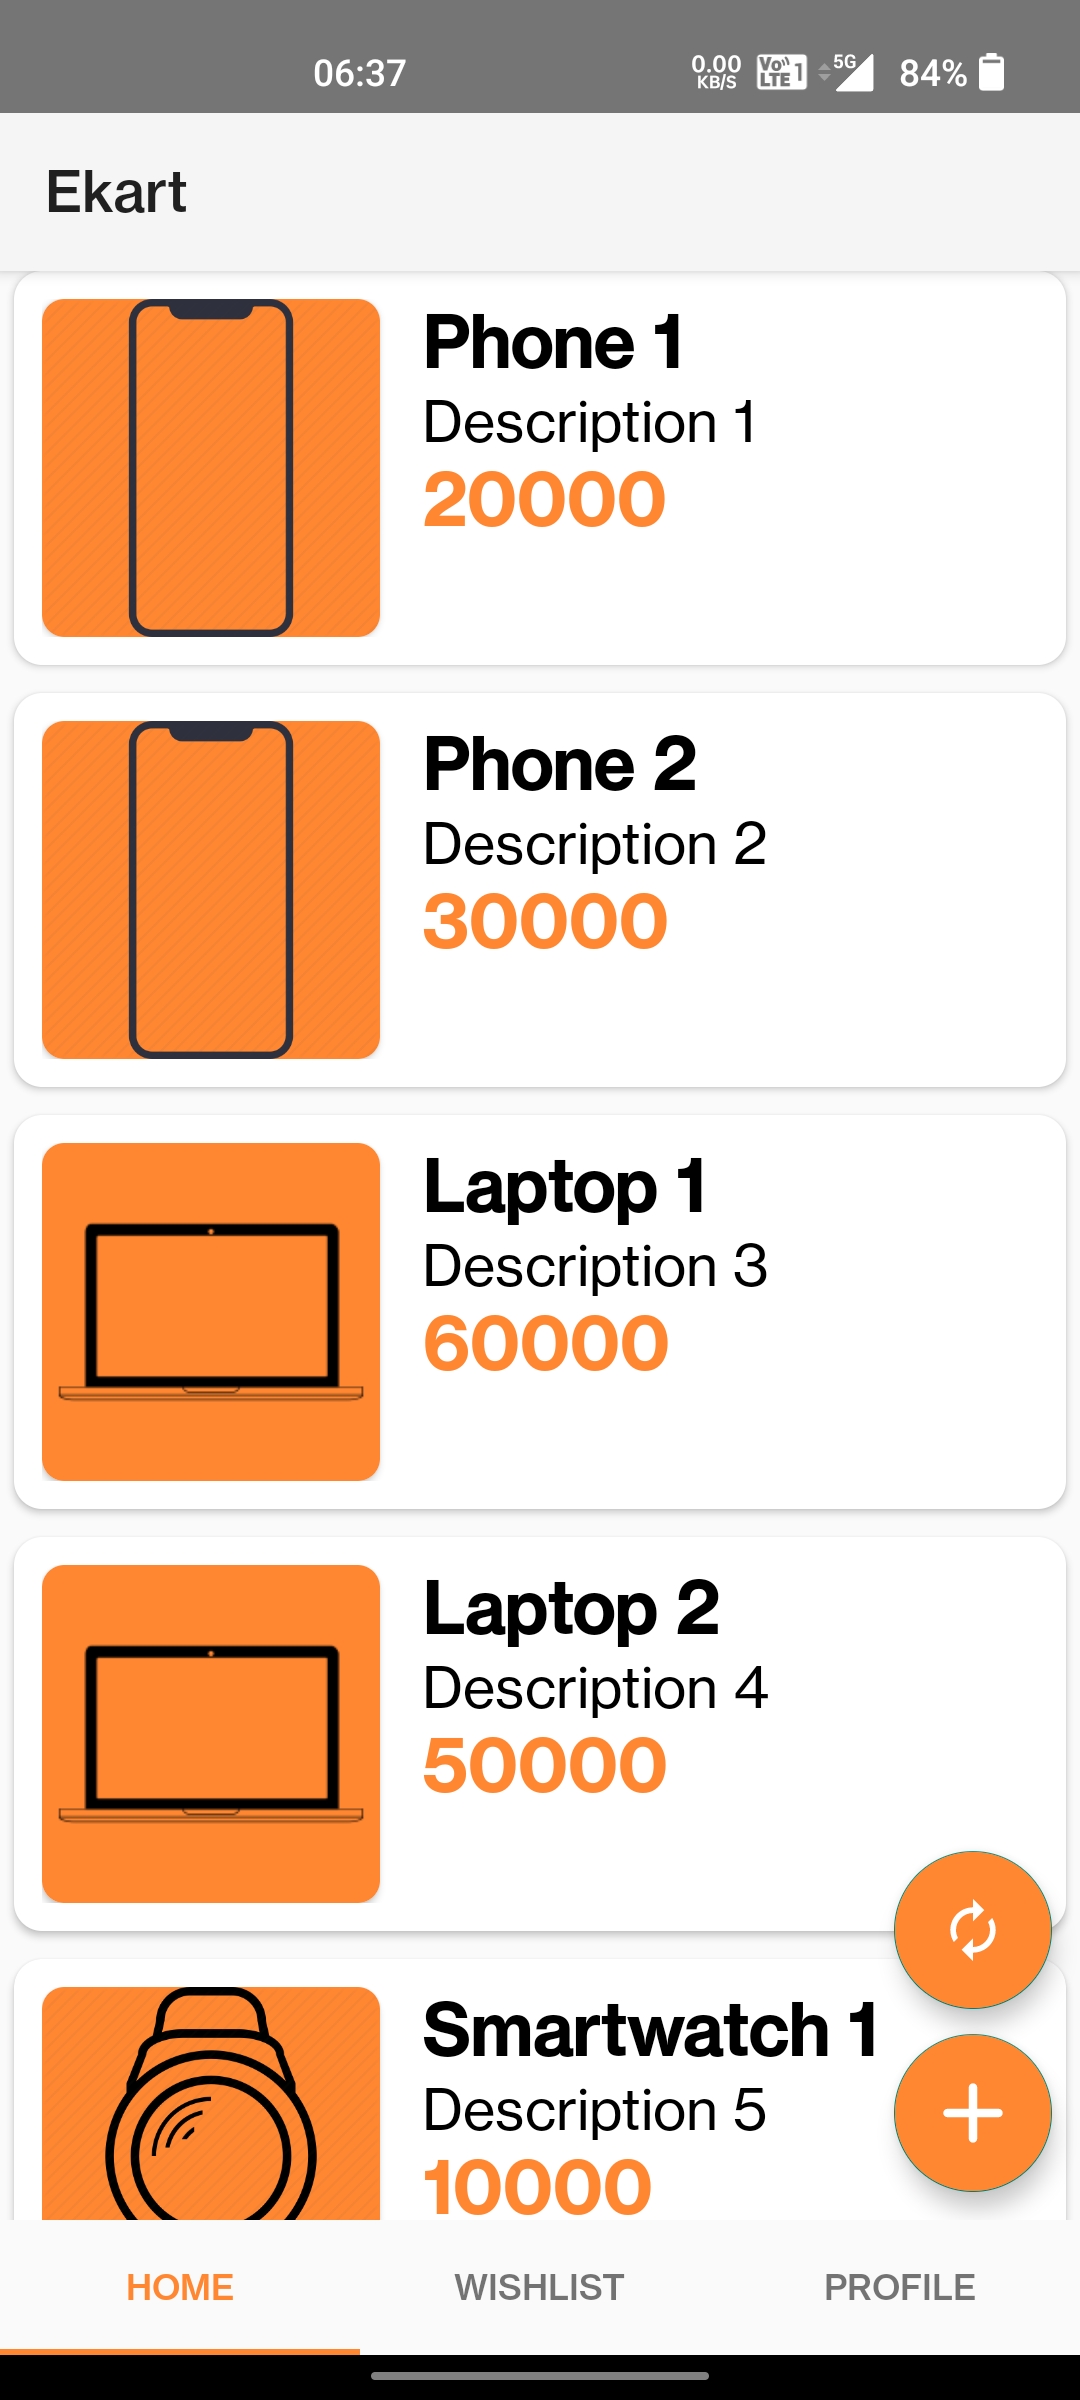 06:37
0.00
KB/S
Vo))
LTE 1
5G
84%
Ekart
Phone 1
Description 1
20000
Phone 2
Description 2
30000
Laptop 1
Description 3
60000
Laptop 2
Description 4
50000
Smartwatch 1
Description 5
10000
HOME
WISHLIST
PROFILE